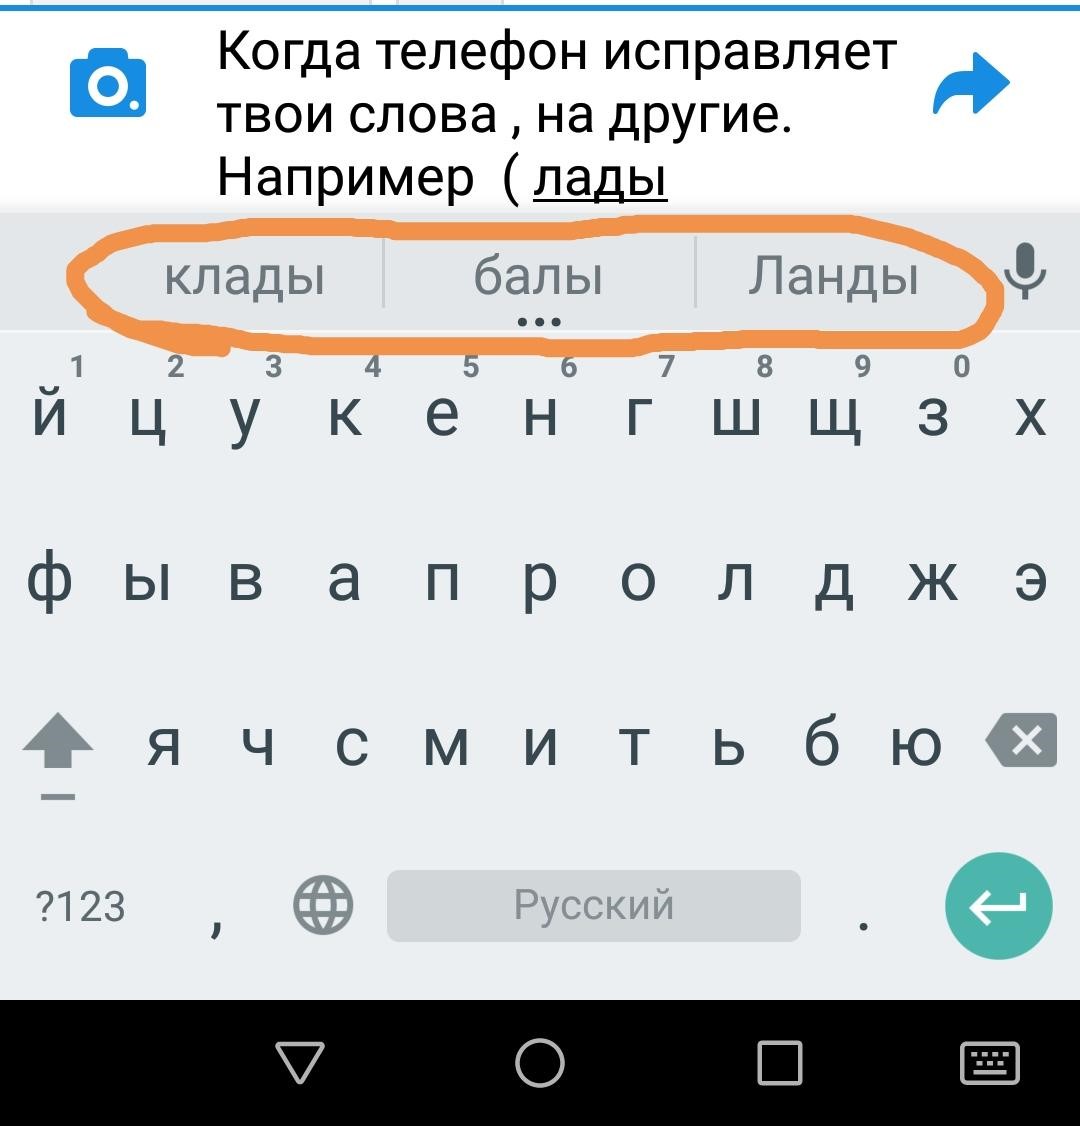 Когда телефон исправляет
твои слова , на другие.
Например ( лады
клады балы Ланды
1 2 3 4 5 6 7 8 9 0
й ц у к е н г ш щ з х
ф ы в а п р о л д ж э
я ч с м и т ь б ю
?123 , Русский .